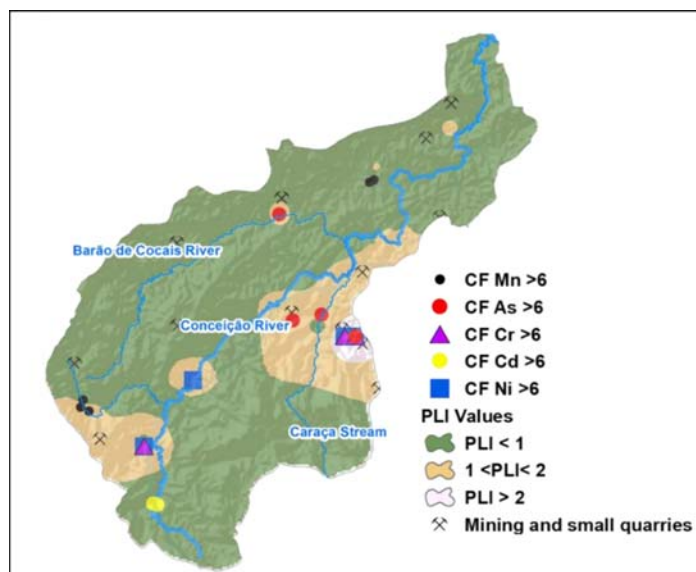 Barão de Cocais River
Conceição River
Caraça Stream
CF Mn >6
CF As >6
CF Cr >6
CF Cd >6
CF Ni >6
PLI Values
PLI < 1
1 <PLI< 2
PLI > 2
Mining and small quarries